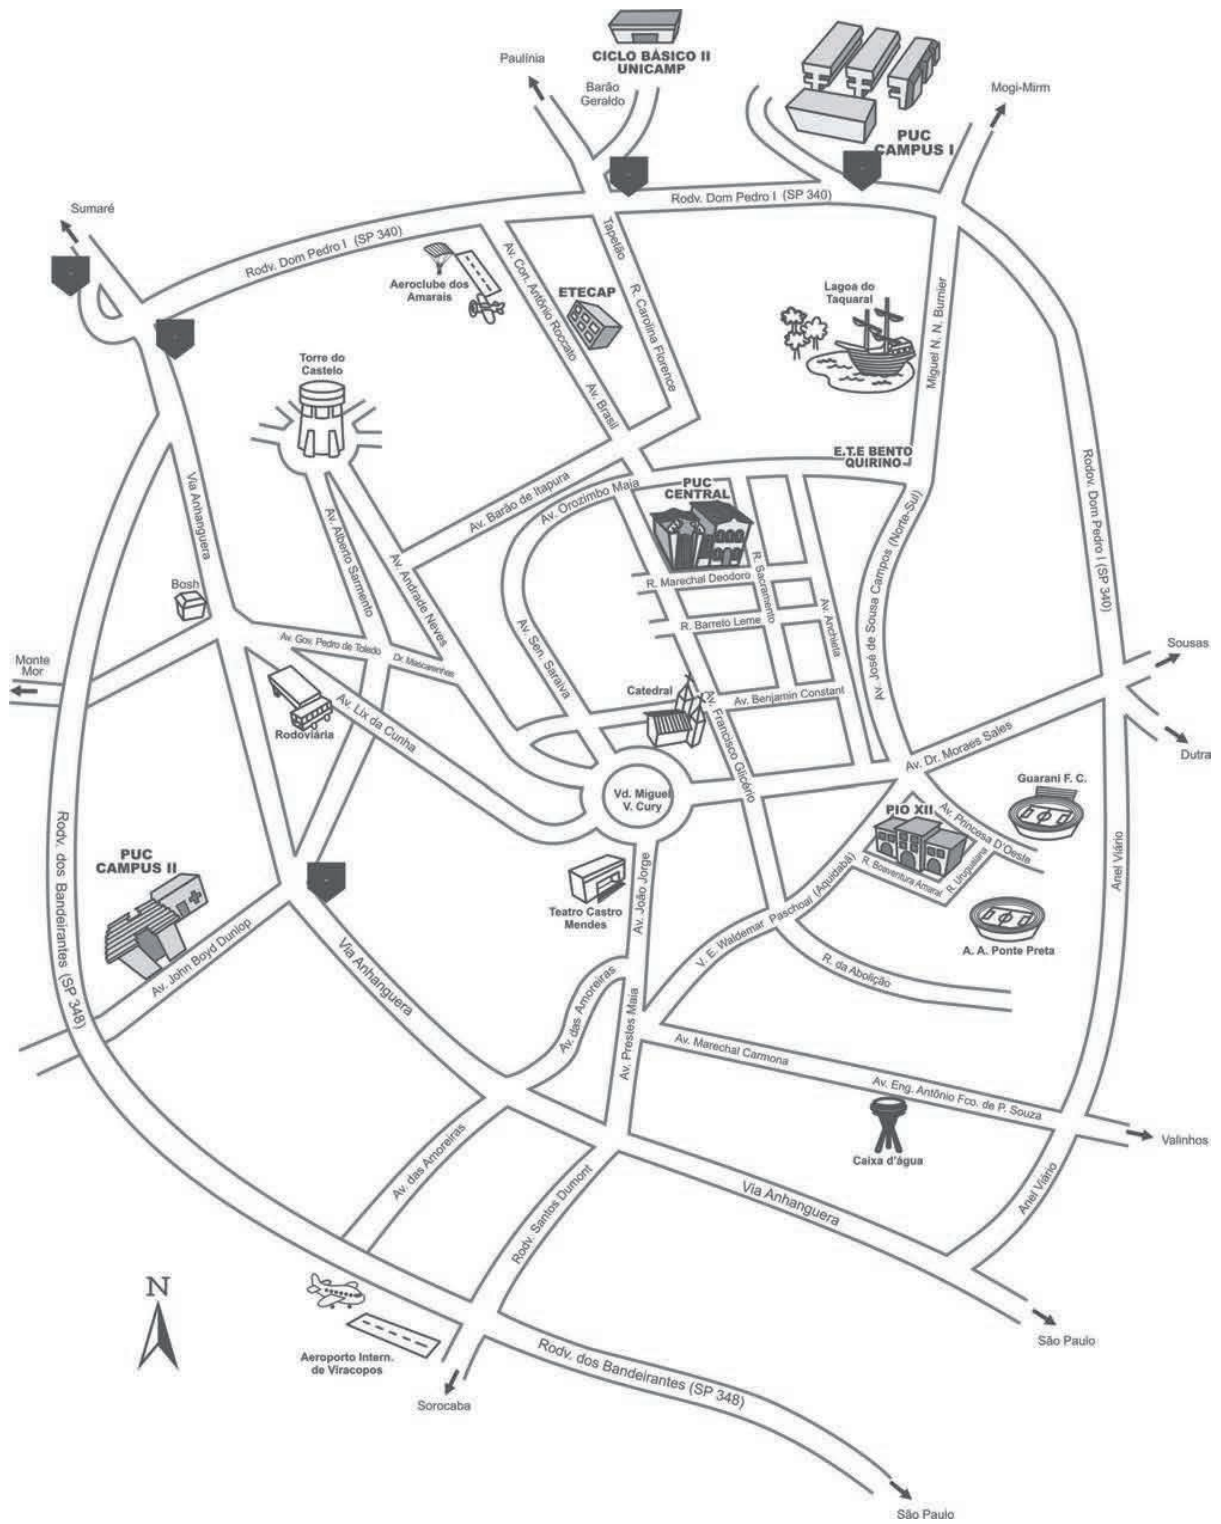 CICLO BÁSICO II
UNICAMP
Paulínia
Barão
Geraldo
Mogi-Mirm
PUC
CAMPUS I
Rodv. Dom Pedro I (SP 340)
Sumaré
Rodv. Dom Pedro I (SP 340)
Tapetão
Av. Con. Antônio Roccato
Aeroclube dos
Amarais
ETECAP
R. Carolina Florence
Lagoa do
Taquaral
Miguel N. N. Burnier
Torre do
Castelo
Av. Brasil
E.T.E BENTO
QUIRINO
Via Anhanguera
Av. Barão de Itapura
Av. Orozimbo Maia
PUC
CENTRAL
Rodov. Dom Pedro I (SP 340)
Av. Alberto Sarmento
Av. Andrade Neves
Av. José de Sousa Campos (Norte-Sul)
Bosh
R. Marechal Deodoro
R. Sacramento
Av. Anchieta
R. Barreto Leme
Av. Sen. Saraiva
Av. Gov. Pedro de Toledo
Dr. Mascarenhas
Monte
Mor
Sousas
Catedral
Av. Benjamin Constant
Av. Francisco Glicério
Av. Lix da Cunha
Rodoviária
Av. Dr. Moraes Sales
Dutra
Vd. Miguel
V. Cury
Guarani F. C.
PIO XII
Av. Princesa D'Oeste
R. Boaventura Amaral
R. Uruguaiana
Rodv. dos Bandeirantes (SP 348)
PUC
CAMPUS II
Anel Viário
Teatro Castro
Mendes
Av. João Jorge
V. E. Waldemar Paschoal (Aquidabã)
A. A. Ponte Preta
Av. John Boyd Dunlop
Via Anhanguera
R. da Abolição
Av. das Amoreiras
Av. Prestes Maia
Av. Marechal Carmona
Av. Eng. Antônio Fco. de P. Souza
Caixa d'água
Valinhos
Av. das Amoreiras
Rodv. Santos Dumont
Via Anhanguera
Anel Viário
N
São Paulo
Aeroporto Intern.
de Viracopos
Rodv. dos Bandeirantes (SP 348)
Sorocaba
São Paulo